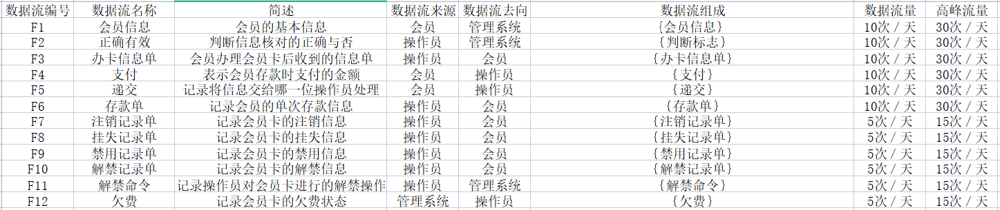 数据流编号 数据流名称 简述 数据流来源 数据流去向 数据流组成 数据流量 高峰流量
F1 会员信息 会员的基本信息 会员 管理系统 {会员信息} 10次／天 30次／天
F2 正确有效 判断信息核对的正确与否 操作员 管理系统 {判断标志} 10次／天 30次／天
F3 办卡信息单 会员办理会员卡后收到的信息单 操作员 会员 {办卡信息单} 10次／天 30次／天
F4 支付 表示会员存款时支付的金额 会员 操作员 {支付} 10次／天 30次／天
F5 递交 记录将信息交给哪一位操作员处理 会员 操作员 {递交} 10次／天 30次／天
F6 存款单 记录会员的单次存款信息 操作员 会员 {存款单} 10次／天 30次／天
F7 注销记录单 记录会员卡的注销信息 操作员 会员 {注销记录单} 5次／天 15次／天
F8 挂失记录单 记录会员卡的挂失信息 操作员 会员 {挂失记录单} 5次／天 15次／天
F9 禁用记录单 记录会员卡的禁用信息 操作员 会员 {禁用记录单} 5次／天 15次／天
F10 解禁记录单 记录会员卡的解禁信息 操作员 会员 {解禁记录单} 5次／天 15次／天
F11 解禁命令 记录操作员对会员卡进行的解禁操作 操作员 管理系统 {解禁命令} 5次／天 15次／天
F12 欠费 记录会员卡的欠费状态 管理系统 操作员 {欠费} 5次／天 15次／天